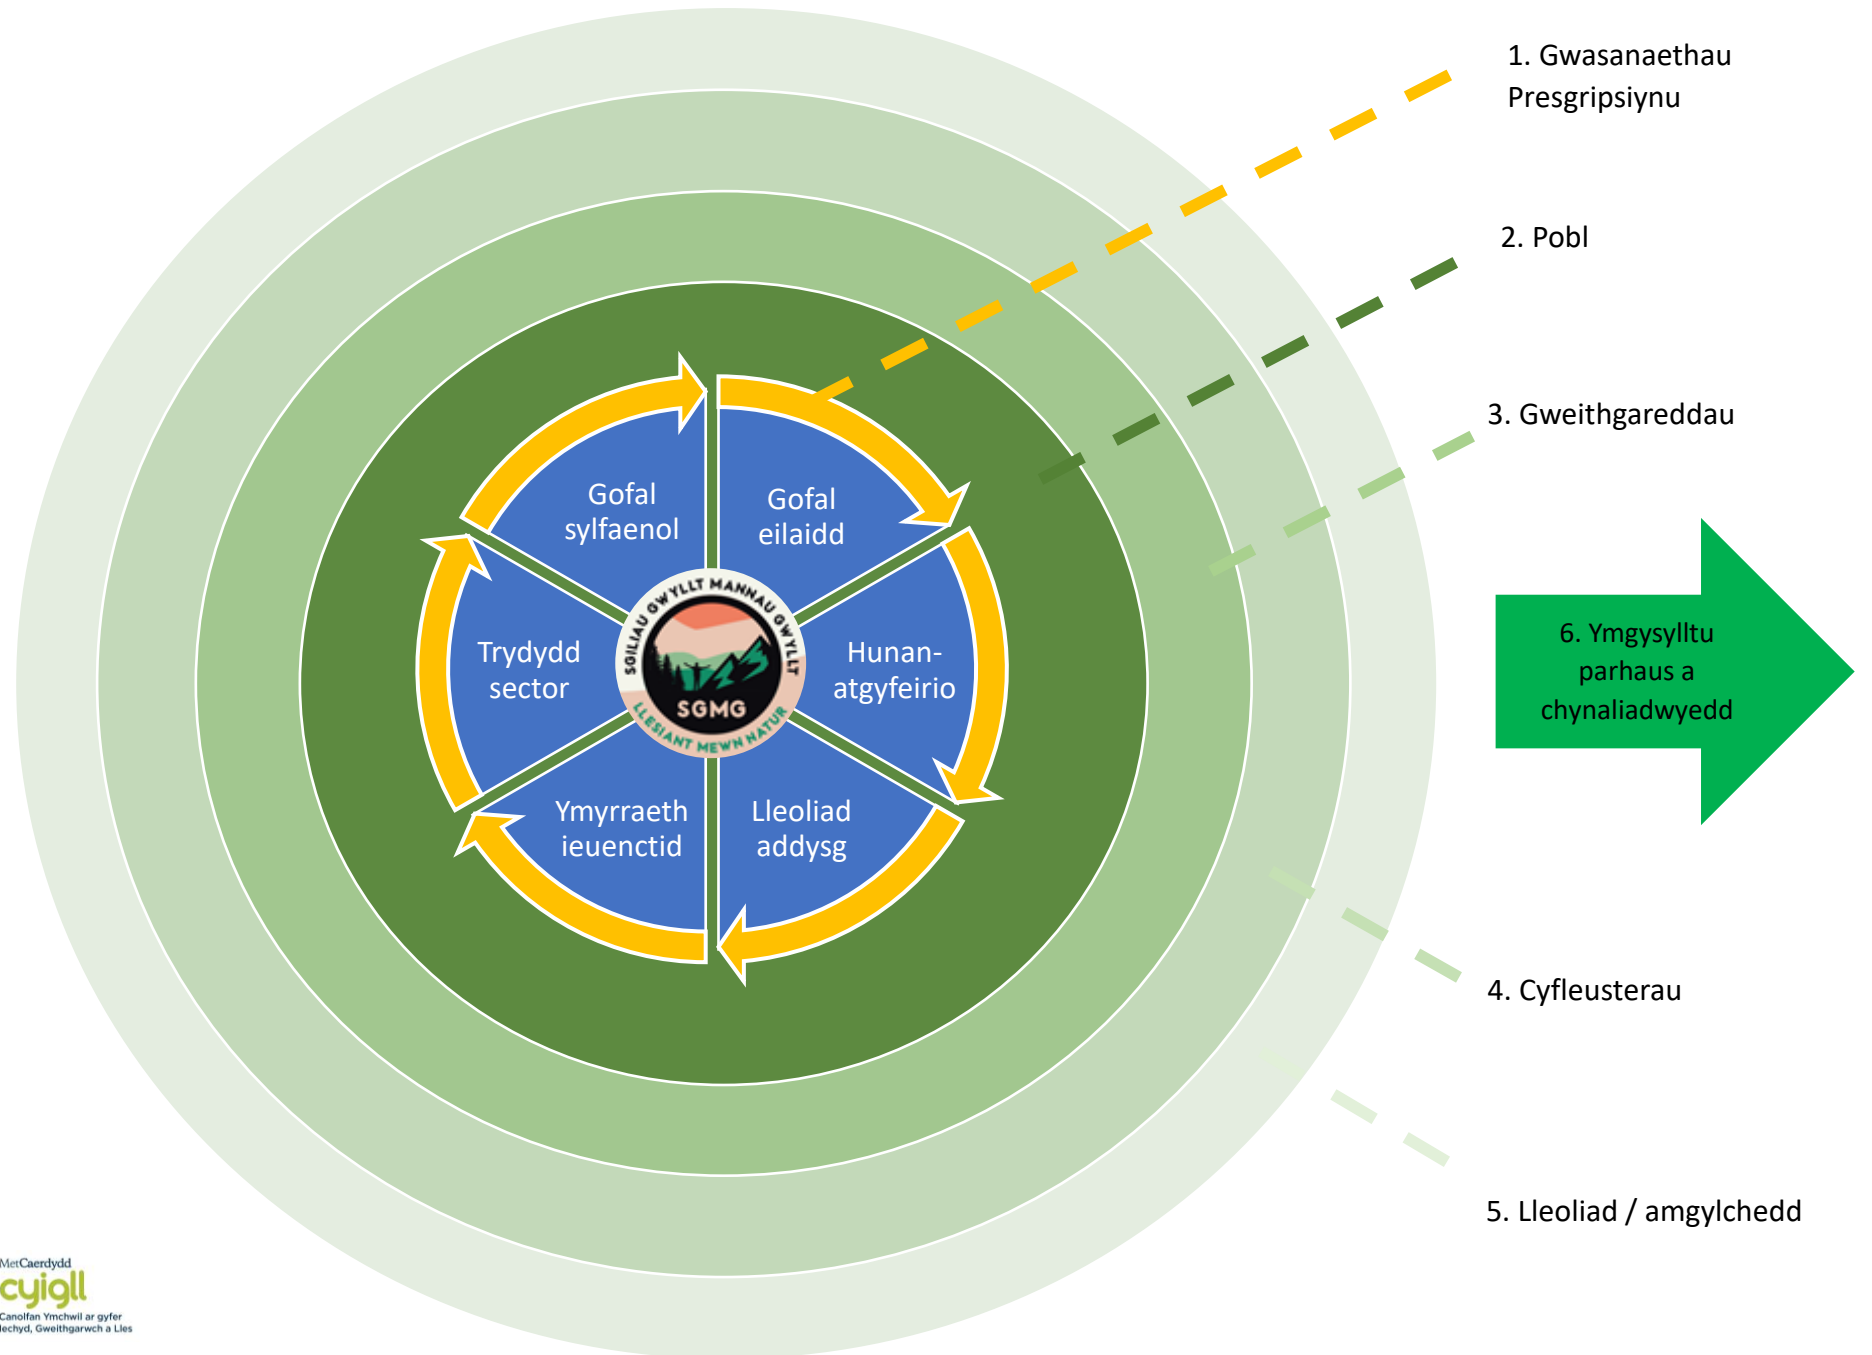 1. Gwasanaethau
Presgripsiynu
2. Pobl
3. Gweithgareddau
Gofal
sylfaenol
Gofal
eilaidd
Hunan-
atgyfeirio
Lleoliad
addysg
Ymyrraeth
ieuenctid
Trydydd
sector
SGILIAU GWYLLT MANNAU GWYLLT
SGMG
LLESIANT MEWN NATUR
6. Ymgysylltu
parhaus a
chynaliadwyedd
4. Cyfleusterau
5. Lleoliad / amgylchedd
MetCaerdydd
cyigll
Canolfan Ymchwil ar gyfer
Iechyd, Gweithgarwch a Lles